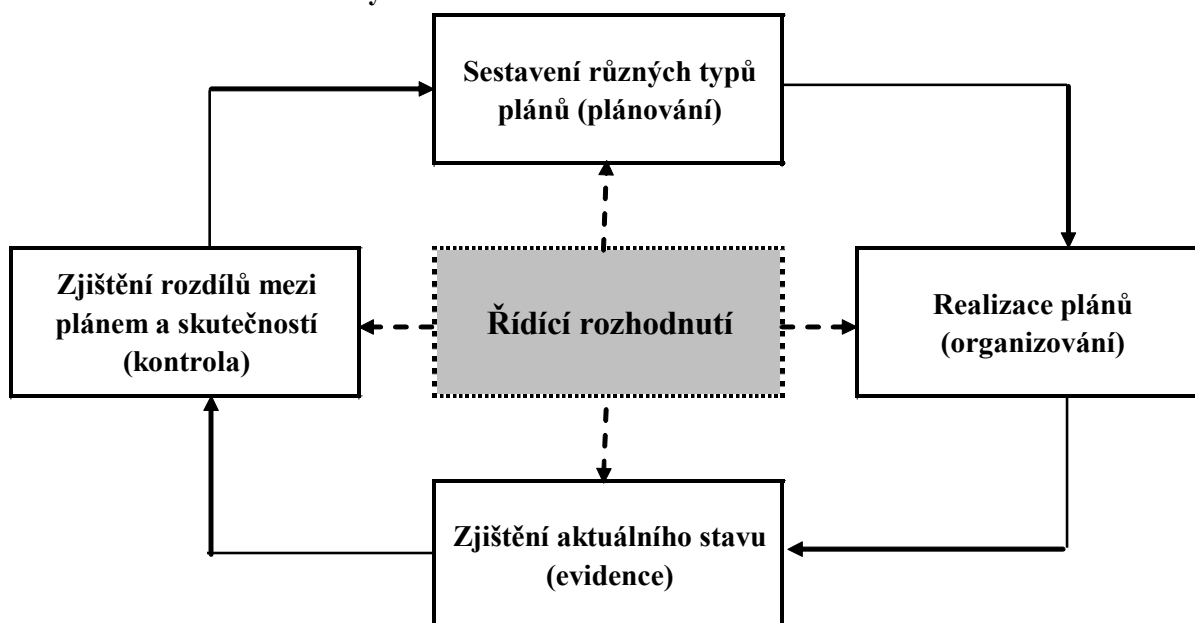 Sestavení různých typů
plánů (plánování)
Zjištění rozdílů mezi
plánem a skutečností
(kontrola)
Řídící rozhodnutí
Realizace plánů
(organizování)
Zjištění aktuálního stavu
(evidence)